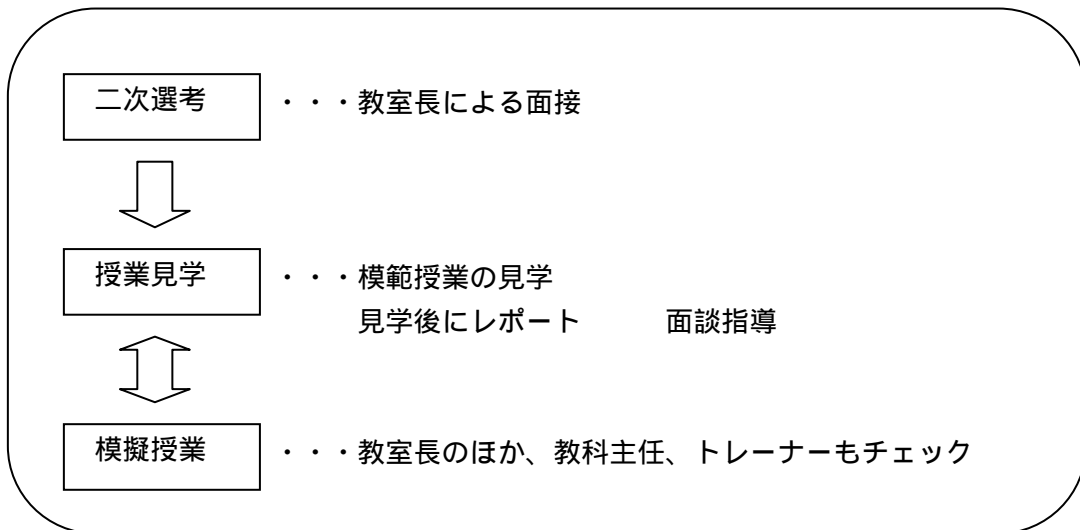 二次選考 ・・・教室長による面接
授業見学 ・・・模範授業の見学
見学後にレポート　　　面談指導
模擬授業 ・・・教室長のほか、教科主任、トレーナーもチェック